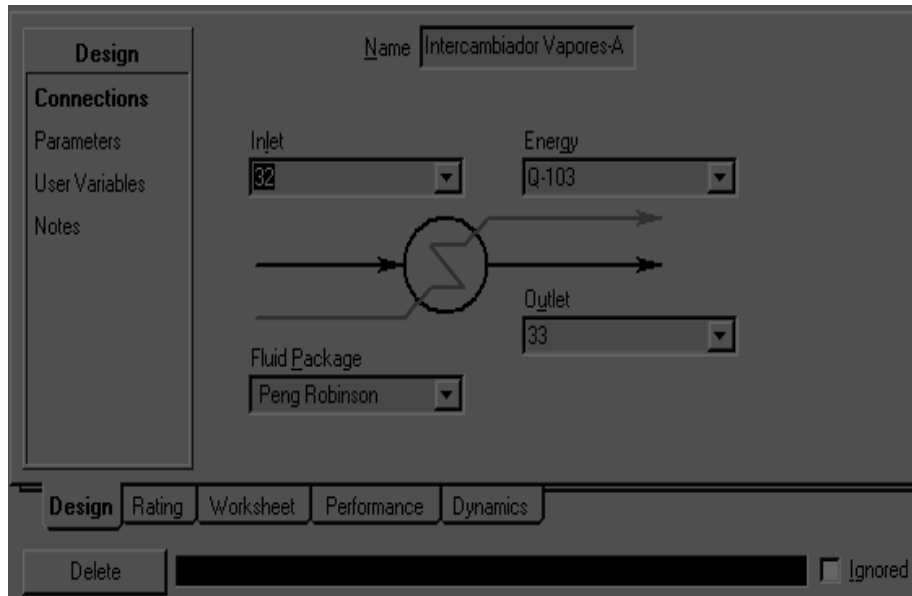 Design
Connections
Parameters
User Variables
Notes
Name Intercambiador Vapores-A
Inlet
32
Energy
Q-103
Outlet
33
Fluid Package
Peng Robinson
Design Rating Worksheet Performance Dynamics
Delete
Ignored